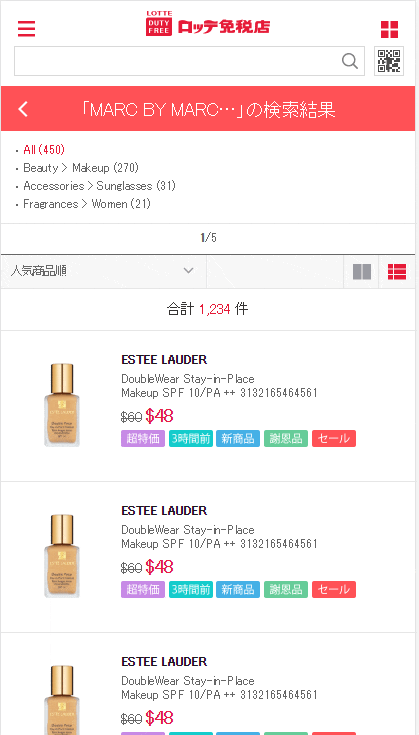 LOTTE
DUTY
FREE
ロッテ免税店
「MARC BY MARC…」の検索結果
・ All (450)
・ Beauty > Makeup (270)
・ Accessories > Sunglasses (31)
・ Fragrances > Women (21)
1/5
人気商品順
合計 1,234 件
ESTEE LAUDER
DoubleWear Stay-in-Place
Makeup SPF 10/PA ++ 3132165464561
$60 $48
超特価 3時間前 新商品 謝恩品 セール
ESTEE LAUDER
DoubleWear Stay-in-Place
Makeup SPF 10/PA ++ 3132165464561
$60 $48
超特価 3時間前 新商品 謝恩品 セール
ESTEE LAUDER
DoubleWear Stay-in-Place
Makeup SPF 10/PA ++ 3132165464561
$60 $48